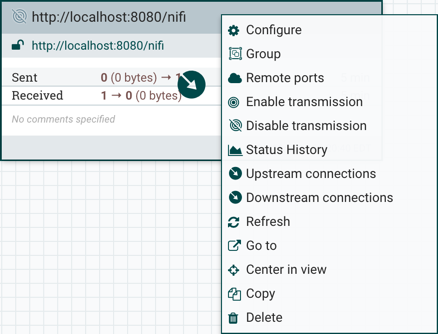 http://localhost:8080/nifi
http://localhost:8080/nifi
Sent 0 (0 bytes) → 1
Received 1 → 0 (0 bytes)
No comments specified
Configure
Group
Remote ports
Enable transmission
Disable transmission
Status History
Upstream connections
Downstream connections
Refresh
Go to
Center in view
Copy
Delete